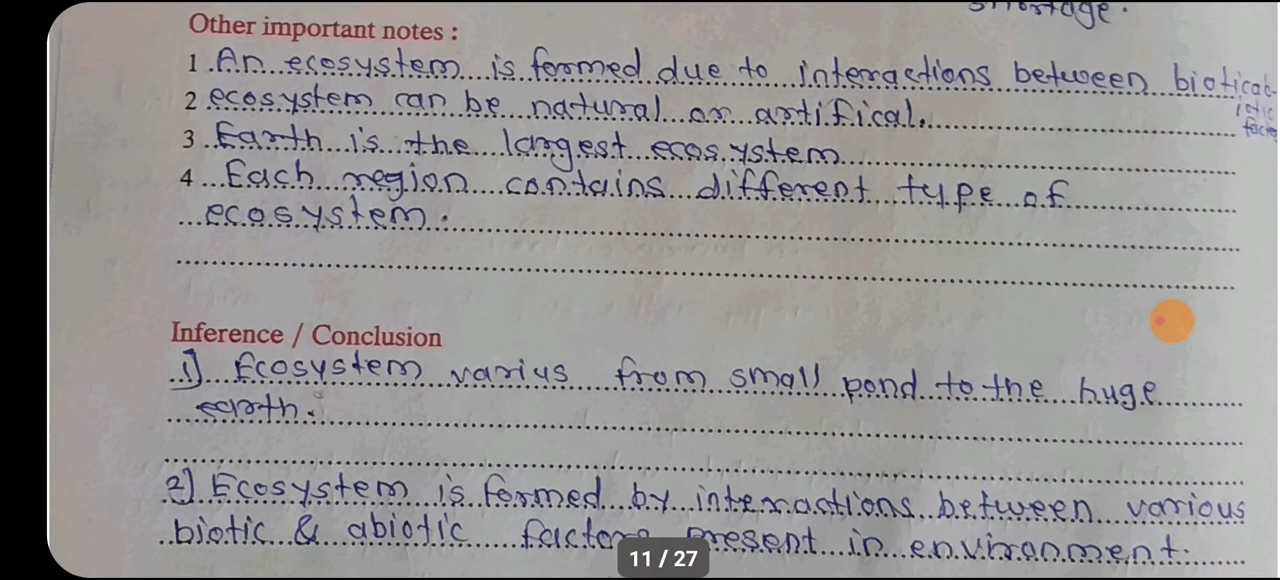 shortage.
Other important notes :
1 An ecosystem is formed due to interactions between biotic ab-
iotic
2 ecosystem can be natural or artifical.
3 Earth is the largest ecosystem
4 Each region contains different type of
ecosystem.
Inference / Conclusion
1) Ecosystem varius from small pond to the huge
earth.
2) Ecosystem is formed by interactions between various
biotic & abiotic factors present in environment.
11 / 27